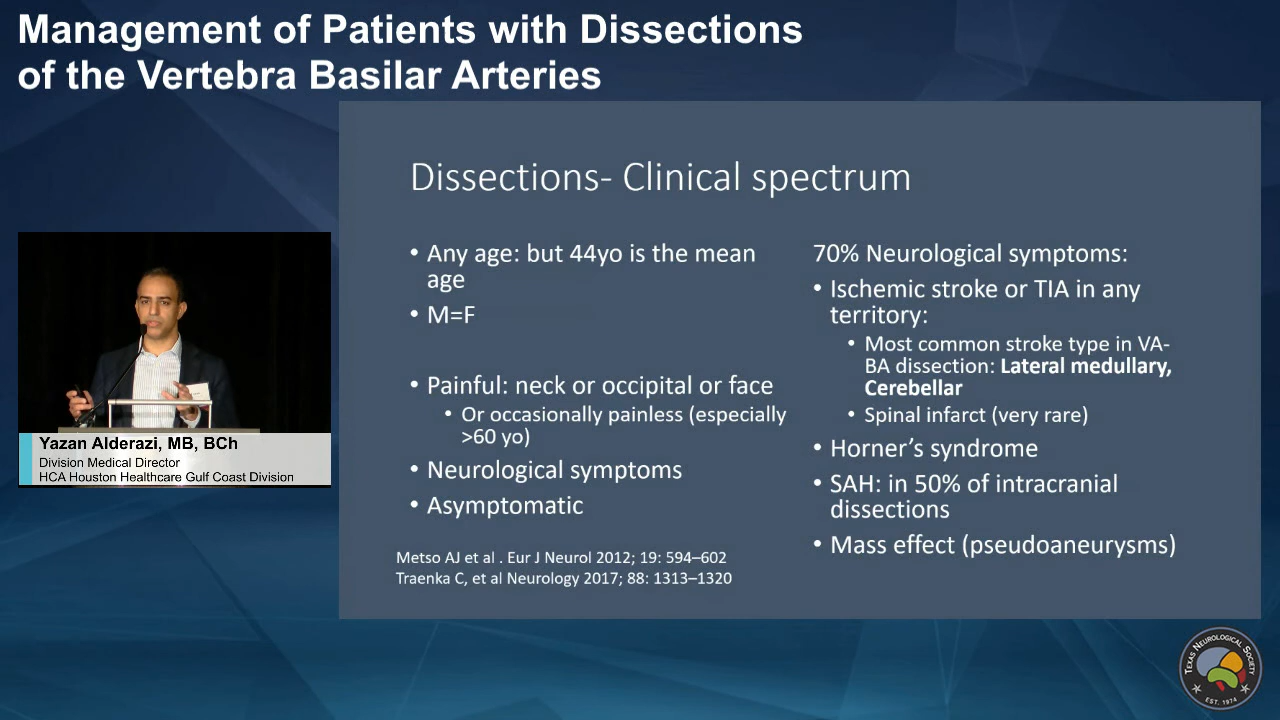 Management of Patients with Dissections
of the Vertebra Basilar Arteries
Dissections- Clinical spectrum
• Any age: but 44yo is the mean
age
• M=F
• Painful: neck or occipital or face
• Or occasionally painless (especially
>60 yo)
• Neurological symptoms
• Asymptomatic
Metso AJ et al . Eur J Neurol 2012; 19: 594–602
Traenka C, et al Neurology 2017; 88: 1313–1320
70% Neurological symptoms:
• Ischemic stroke or TIA in any
territory:
• Most common stroke type in VA-
BA dissection: Lateral medullary,
Cerebellar
• Spinal infarct (very rare)
• Horner’s syndrome
• SAH: in 50% of intracranial
dissections
• Mass effect (pseudoaneurysms)
Yazan Alderazi, MB, BCh
Division Medical Director
HCA Houston Healthcare Gulf Coast Division
TEXAS NEUROLOGICAL SOCIETY
EST. 1974